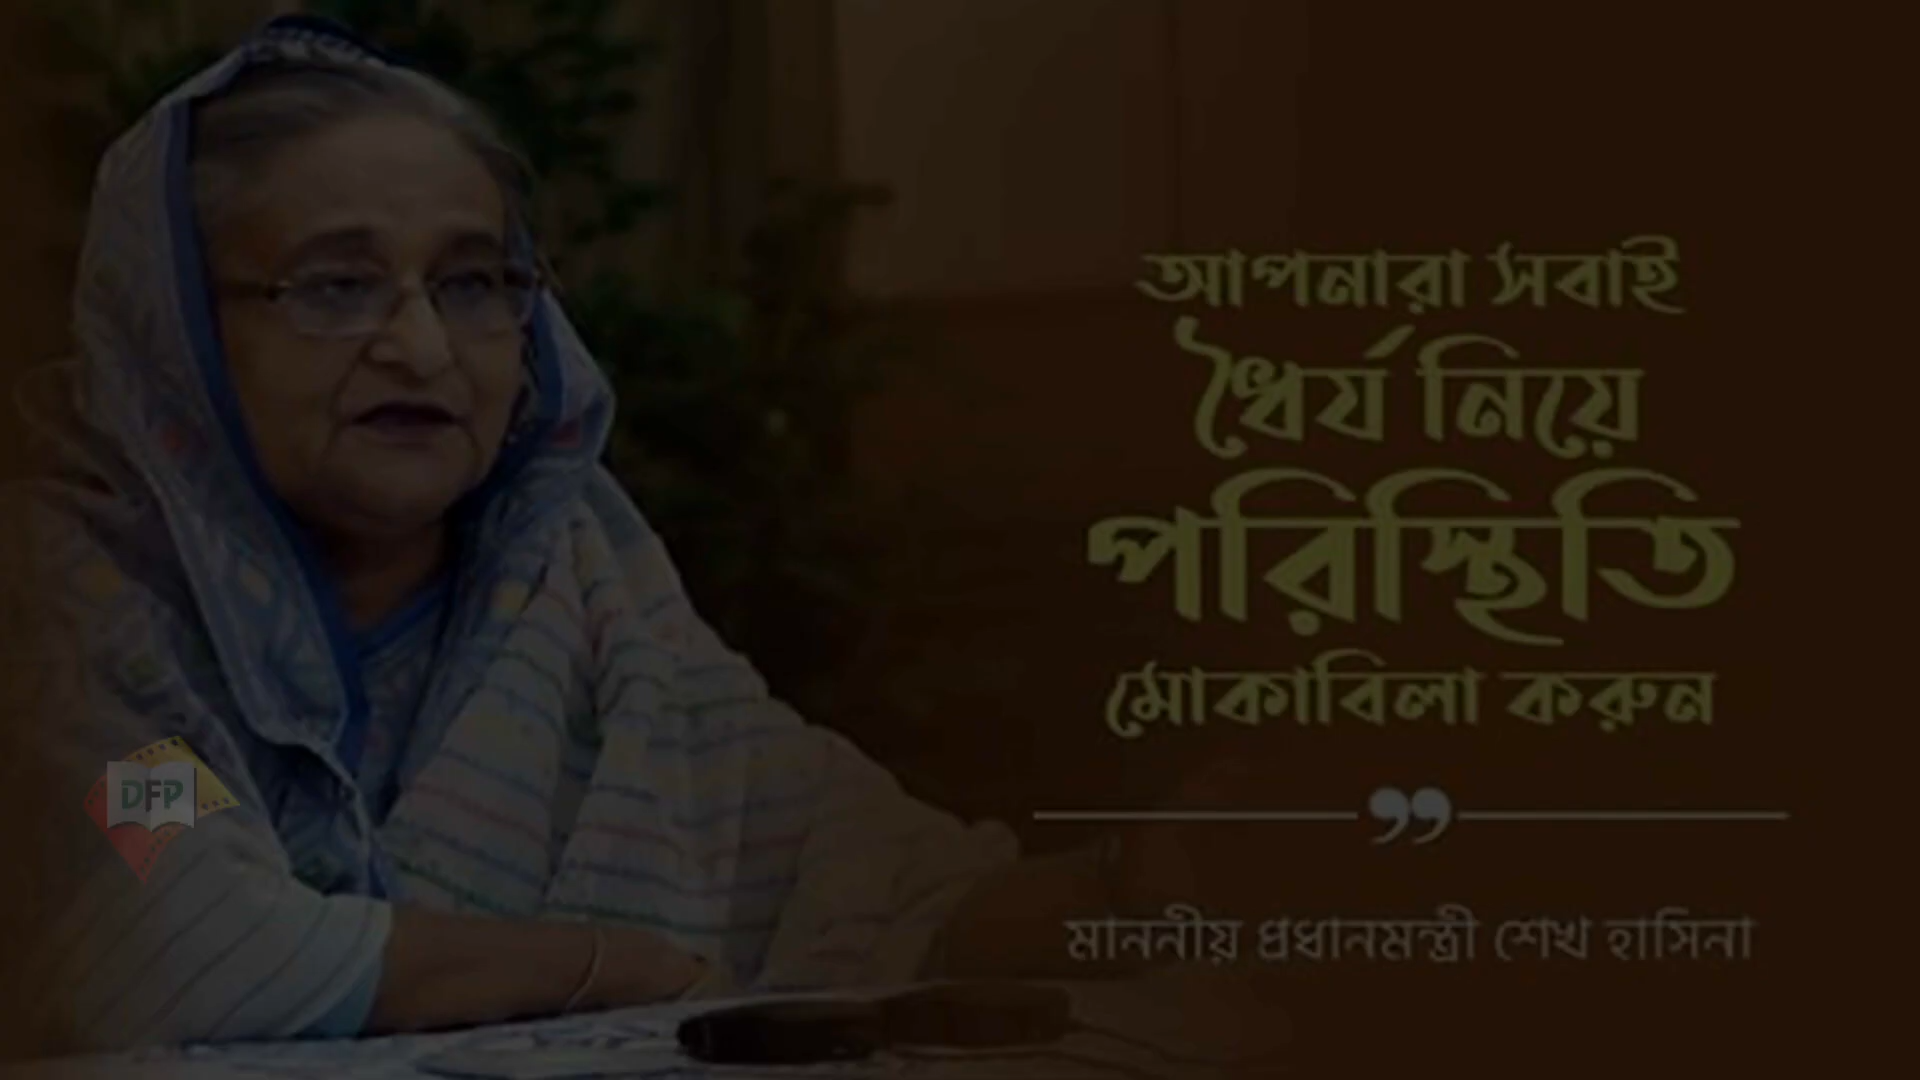 আপনারা সবাই
ধৈর্য নিয়ে
পরিস্থিতি
মোকাবিলা করুন
”
মাননীয় প্রধানমন্ত্রী শেখ হাসিনা
DFP